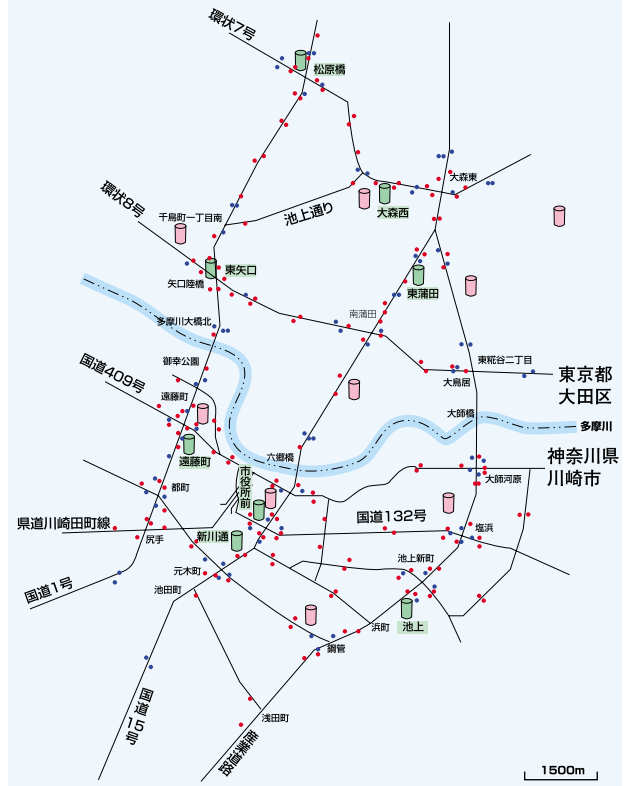 環状7号
松原橋
大森東
環状8号
池上通り
大森西
千鳥町一丁目南
東矢口
矢口陸橋
東蒲田
南蒲田
多摩川大橋北
国道409号
御幸公園
東糀谷二丁目
大鳥居
東京都
大田区
遠藤町
大師橋
多摩川
遠藤町
六郷橋
神奈川県
川崎市
市役所前
大師河原
都町
県道川崎田町線
国道132号
塩浜
尻手
新川通
池上新町
元木町
国道1号
池田町
浜町
池上
鋼管
国道15号
浅田町
産業道路
1500m